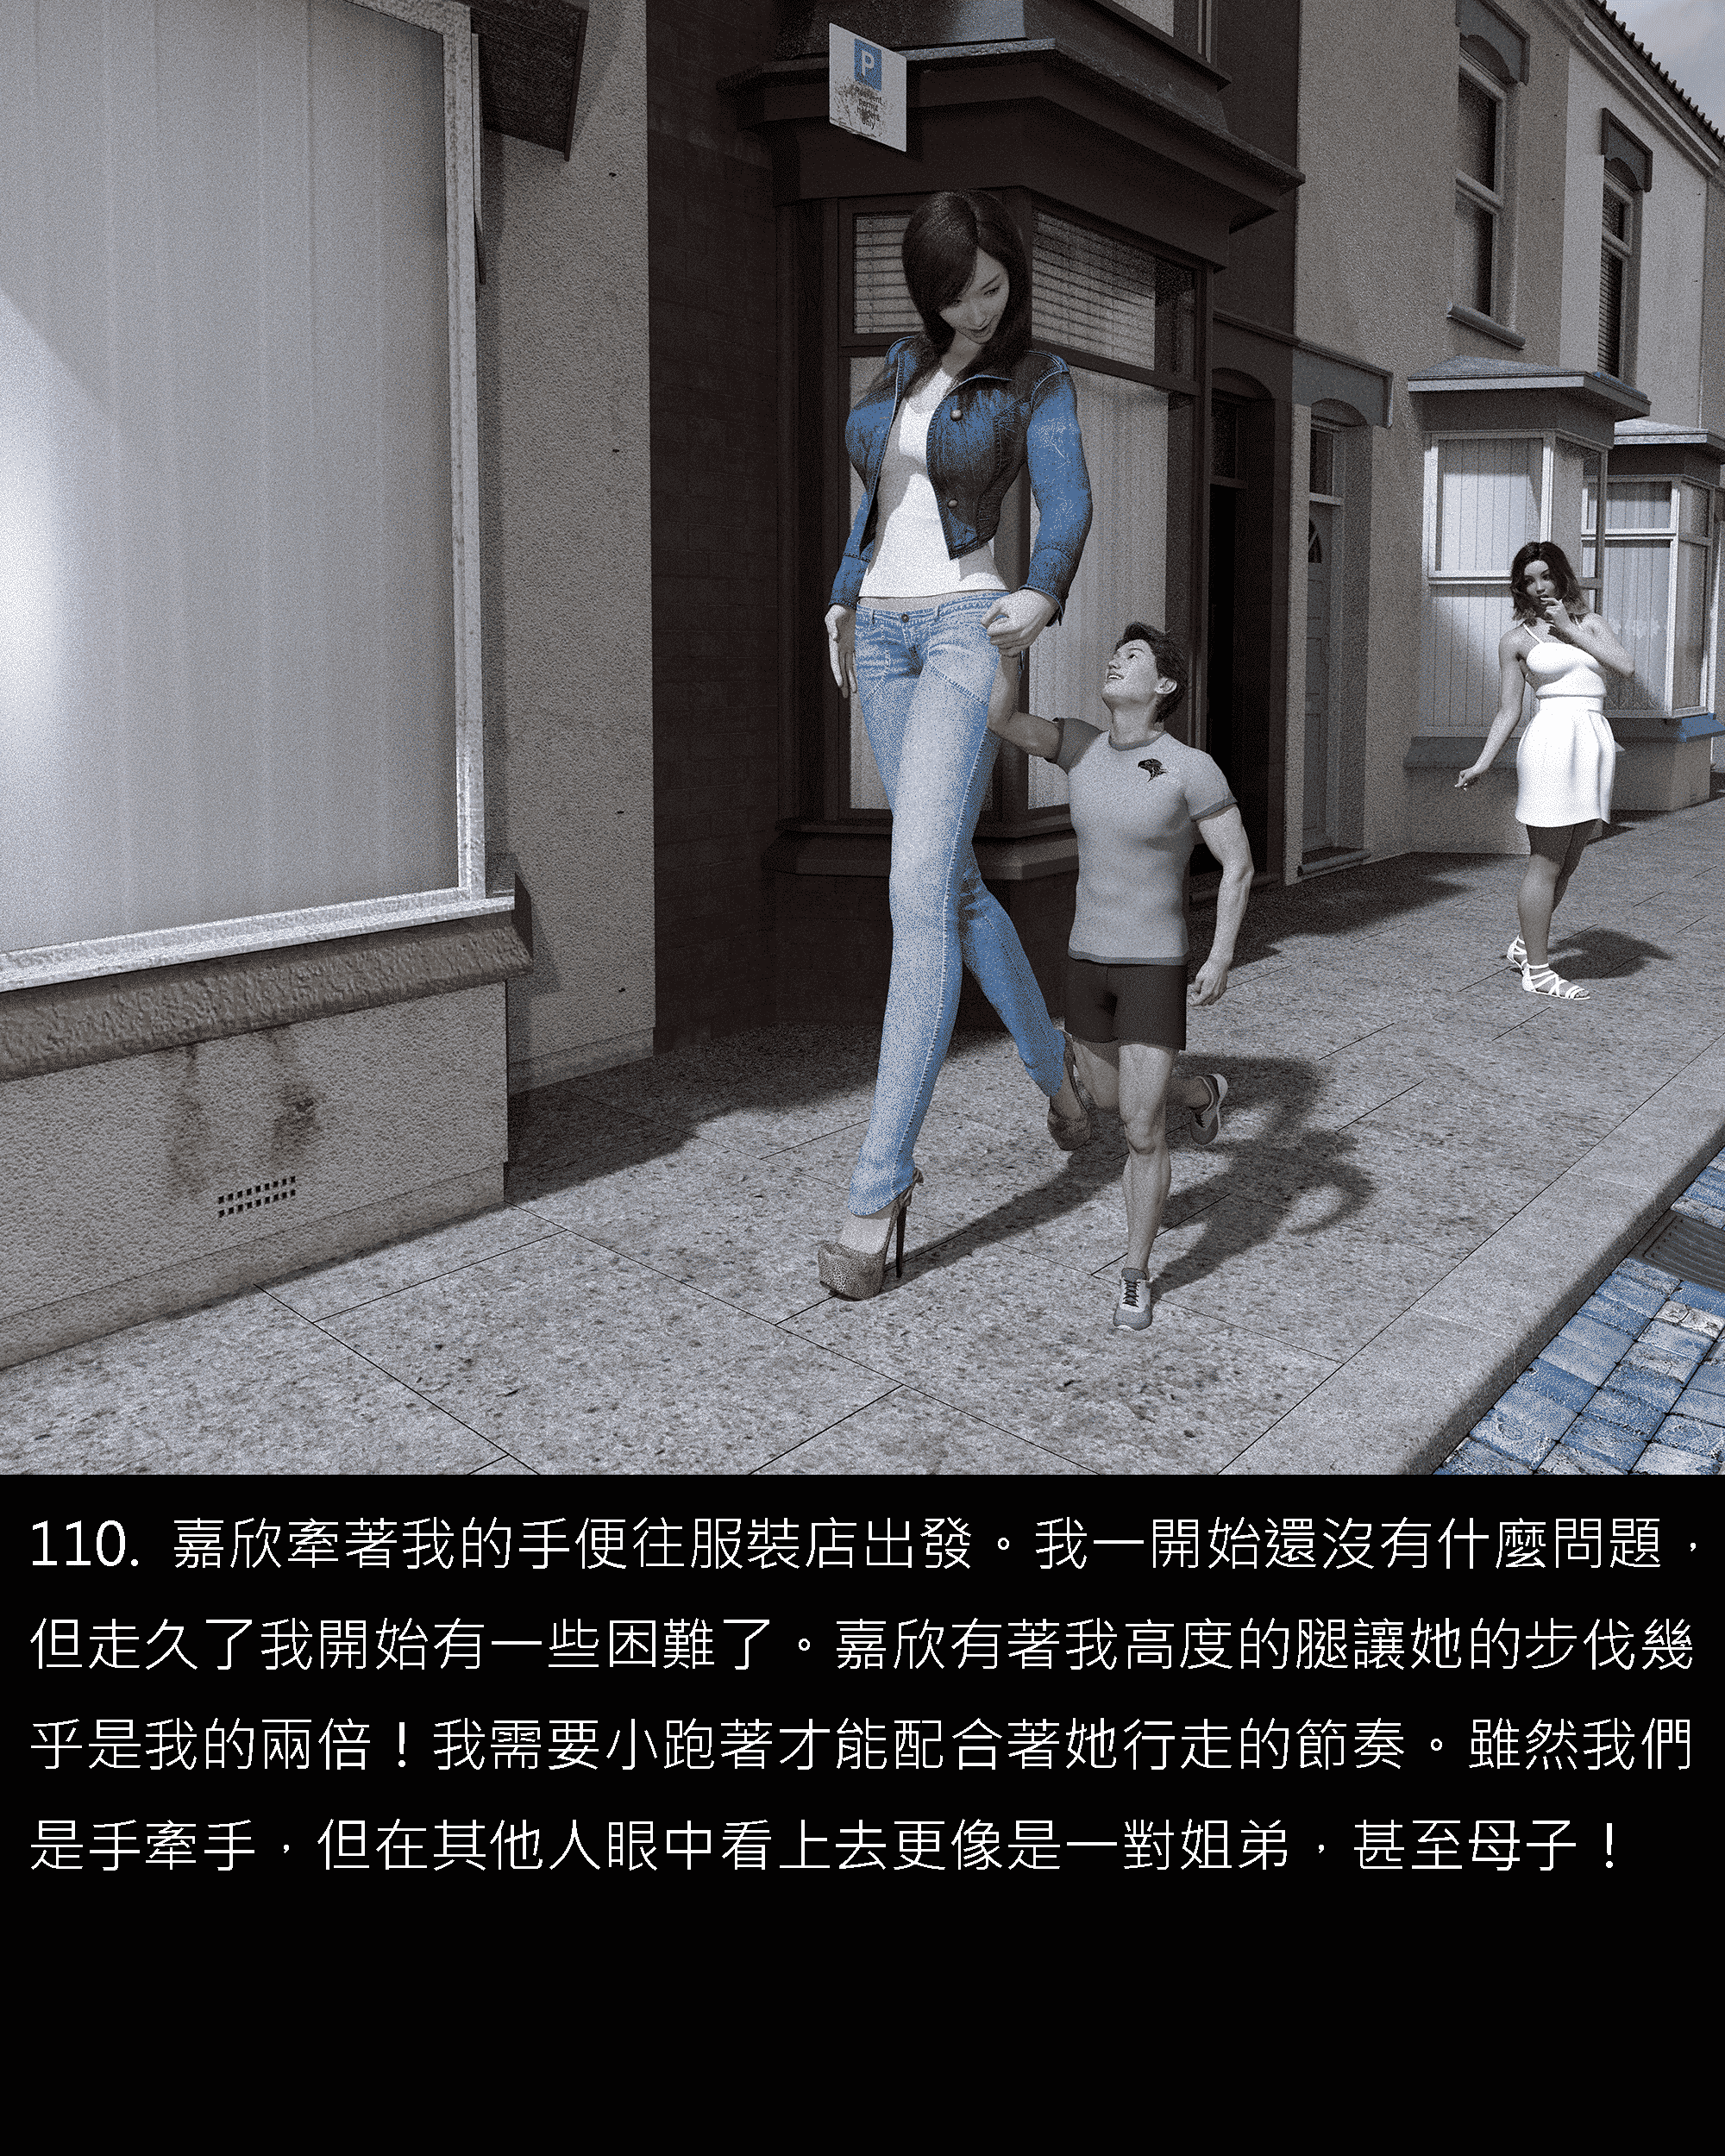 P
Resident
permit
holders
only
110. 嘉欣牽著我的手便往服裝店出發。我一開始還沒有什麼問題，
但走久了我開始有一些困難了。嘉欣有著我高度的腿讓她的步伐幾
乎是我的兩倍！我需要小跑著才能配合著她行走的節奏。雖然我們
是手牽手，但在其他人眼中看上去更像是一對姐弟，甚至母子！